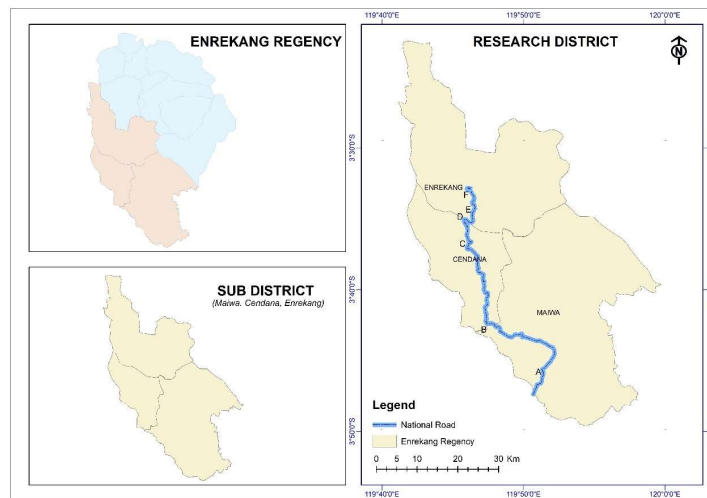 ENREKANG REGENCY
SUB DISTRICT
(Maiwa. Cendana, Enrekang)
119°40'0"E 119°50'0"E 120°0'0"E
RESEARCH DISTRICT
N
3°30'0"S
ENREKANG
F
E
D
C
CENDANA
3°40'0"S
MAIWA
B
A
Legend
National Road
Enrekang Regency
0 5 10 20 30 Km
3°50'0"S
119°40'0"E 119°50'0"E 120°0'0"E